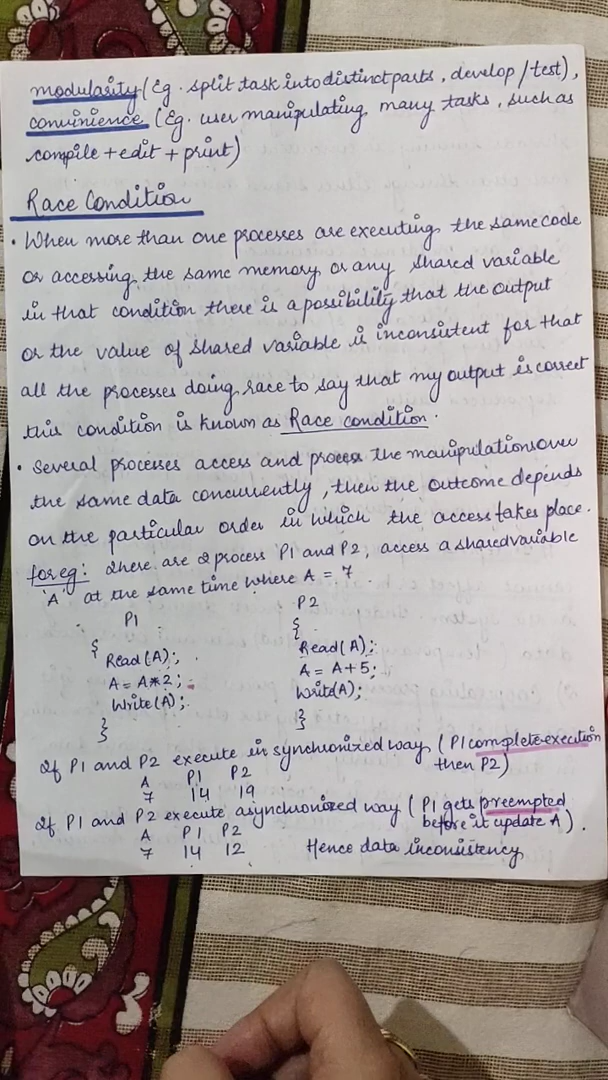 modularity (Eg. split task into distinct parts, develop/test),
convinience (Eg. user manipulating many tasks, such as
compile + edit + print)
Race Condition
• When more than one processes are executing the same code
or accessing the same memory or any shared variable
in that condition there is a possibility that the output
or the value of shared variable is inconsistent for that
all the processes doing race to say that my output is correct
this condition is known as Race condition.
• Several processes access and process the manipulations over
the same data concurrently, then the outcome depends
on the particular order in which the access takes place.
for eg: there are 2 process P1 and P2, access a shared variable
'A' at the same time where A = 7.
P1 P2
{ {
Read(A); Read(A);
A = A*2; A = A+5;
Write(A); Write(A);
} }
If P1 and P2 execute in synchronized way (P1 complete execution
then P2)
A P1 P2
7 14 19
If P1 and P2 execute asynchronized way (P1 gets preempted
before it update A).
A P1 P2
7 14 12 Hence data inconsistency